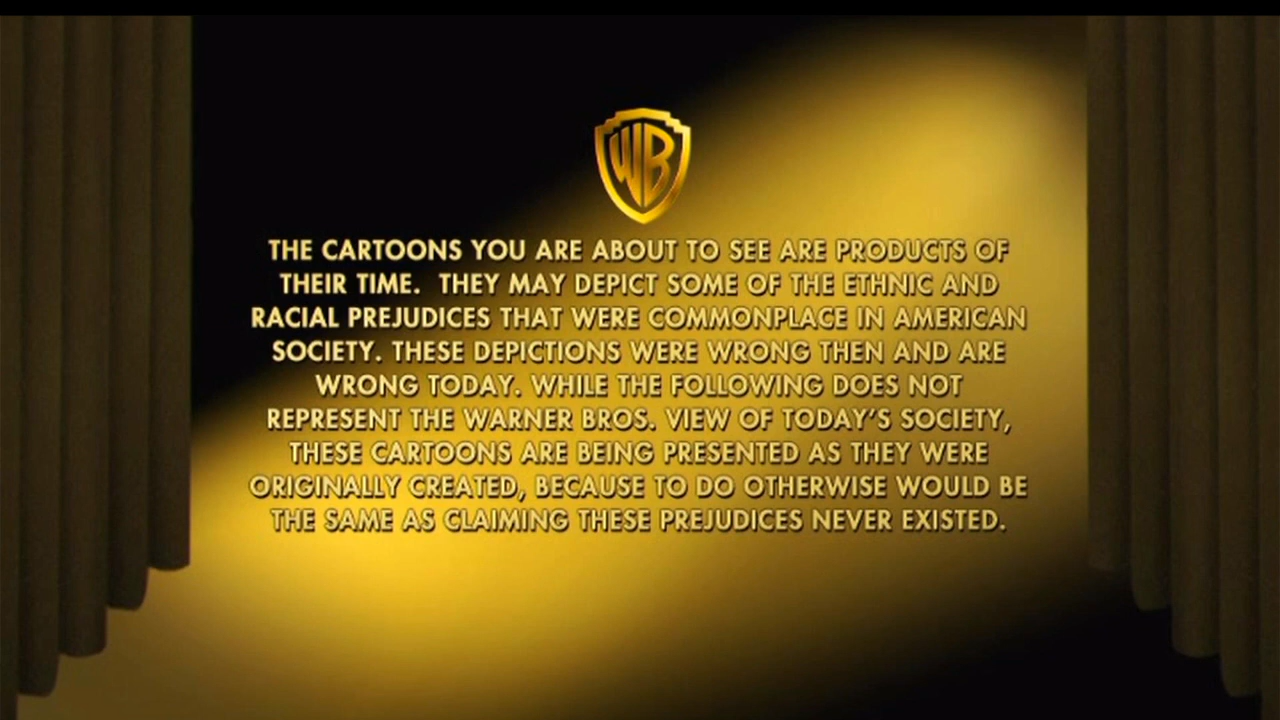 WB
THE CARTOONS YOU ARE ABOUT TO SEE ARE PRODUCTS OF
THEIR TIME. THEY MAY DEPICT SOME OF THE ETHNIC AND
RACIAL PREJUDICES THAT WERE COMMONPLACE IN AMERICAN
SOCIETY. THESE DEPICTIONS WERE WRONG THEN AND ARE
WRONG TODAY. WHILE THE FOLLOWING DOES NOT
REPRESENT THE WARNER BROS. VIEW OF TODAY'S SOCIETY,
THESE CARTOONS ARE BEING PRESENTED AS THEY WERE
ORIGINALLY CREATED, BECAUSE TO DO OTHERWISE WOULD BE
THE SAME AS CLAIMING THESE PREJUDICES NEVER EXISTED.